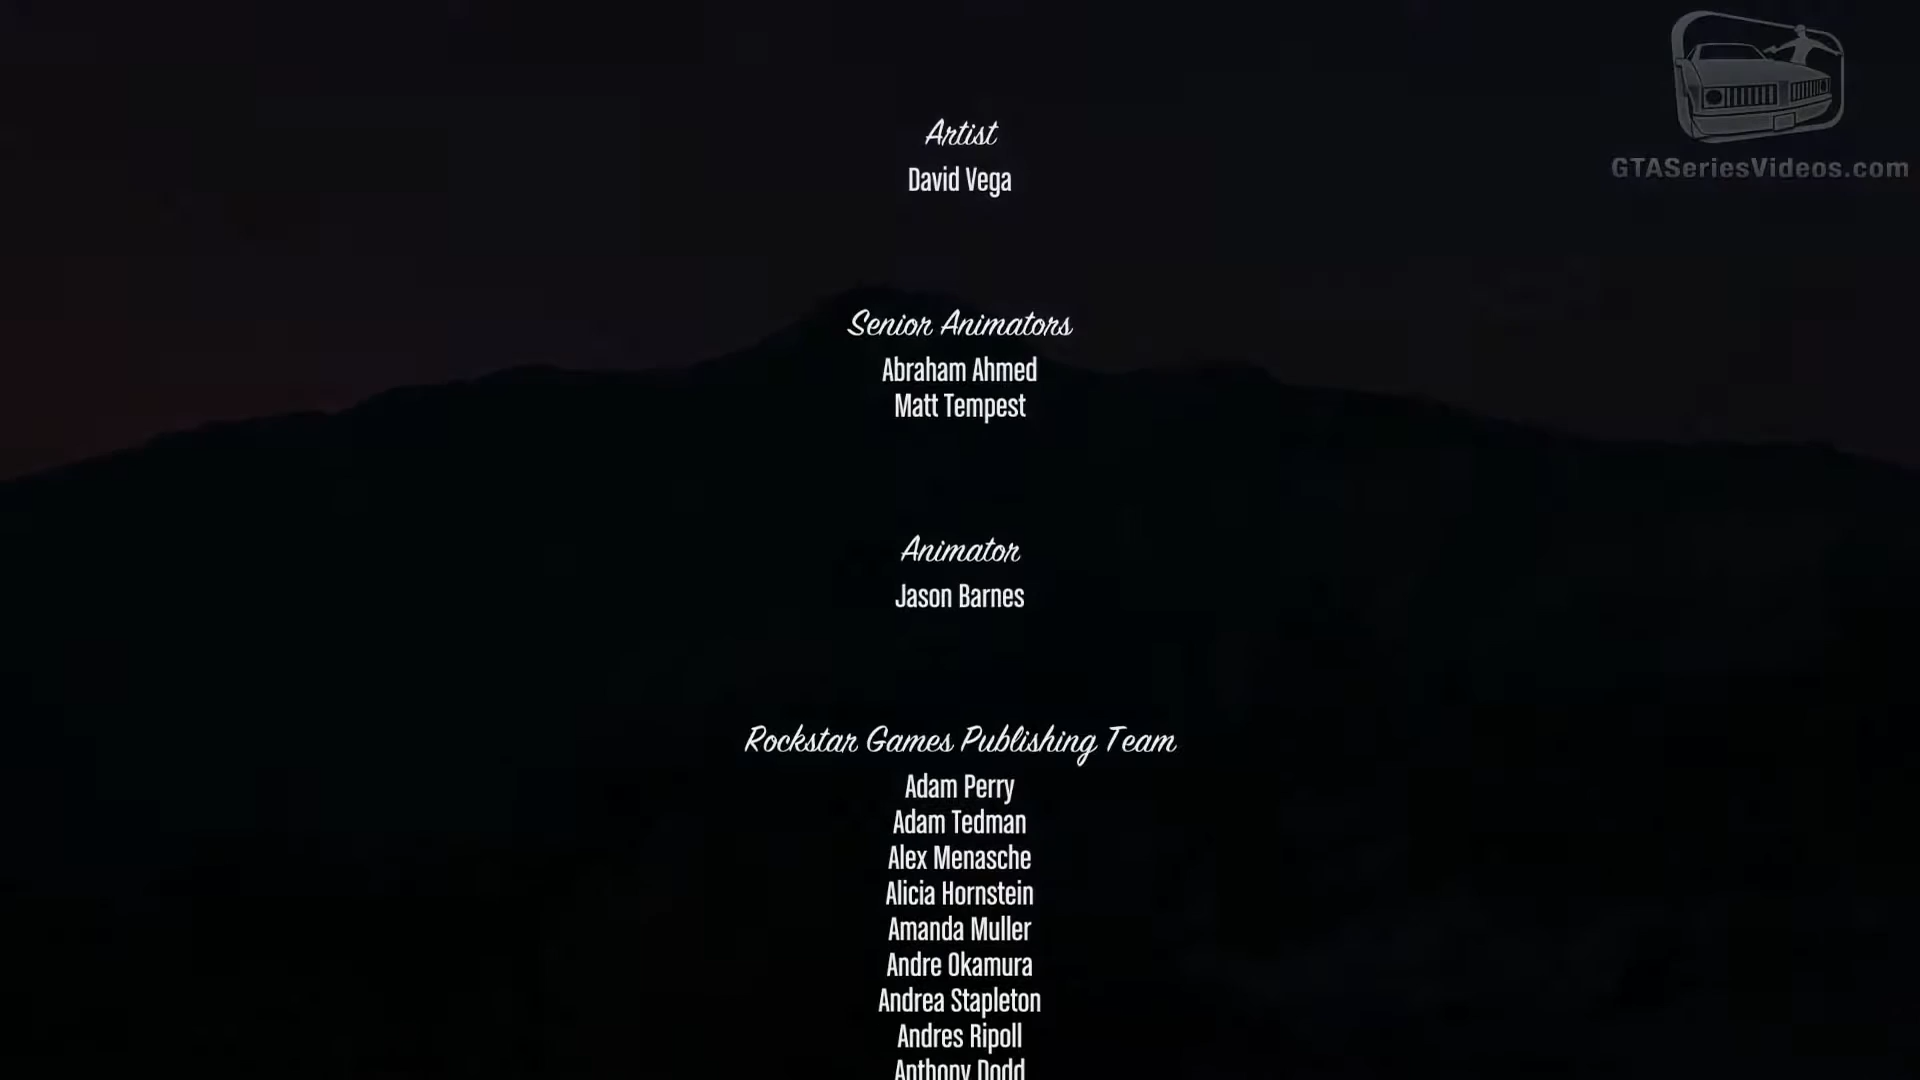 GTASeriesVideos.com
Artist
David Vega
Senior Animators
Abraham Ahmed
Matt Tempest
Animator
Jason Barnes
Rockstar Games Publishing Team
Adam Perry
Adam Tedman
Alex Menasche
Alicia Hornstein
Amanda Muller
Andre Okamura
Andrea Stapleton
Andres Ripoll
Anthony Dodd